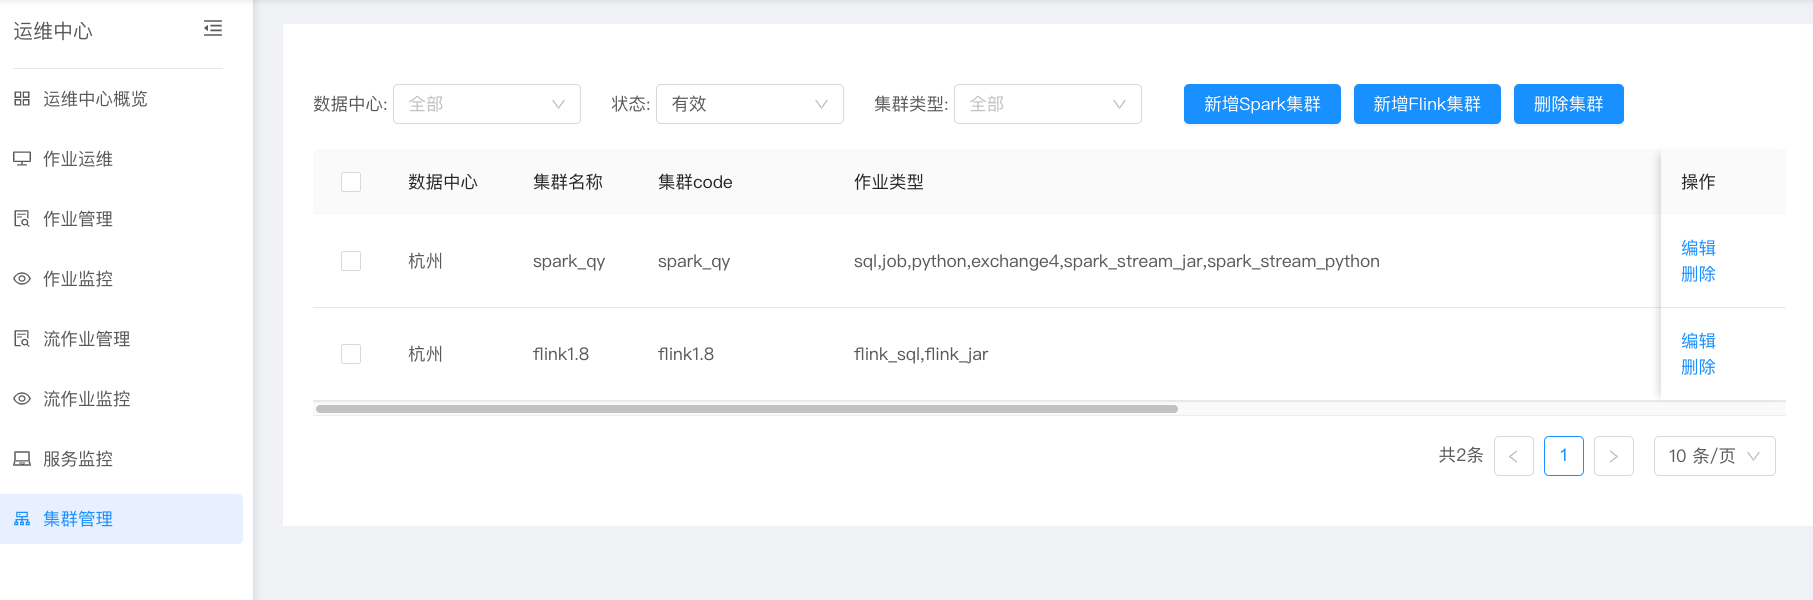 运维中心
运维中心概览
作业运维
作业管理
作业监控
流作业管理
流作业监控
服务监控
集群管理
数据中心: 全部 状态: 有效 集群类型: 全部 新增Spark集群 新增Flink集群 删除集群
数据中心 集群名称 集群code 作业类型 操作
杭州 spark_qy spark_qy sql,job,python,exchange4,spark_stream_jar,spark_stream_python 编辑
删除
杭州 flink1.8 flink1.8 flink_sql,flink_jar 编辑
删除
共2条 < 1 > 10 条/页